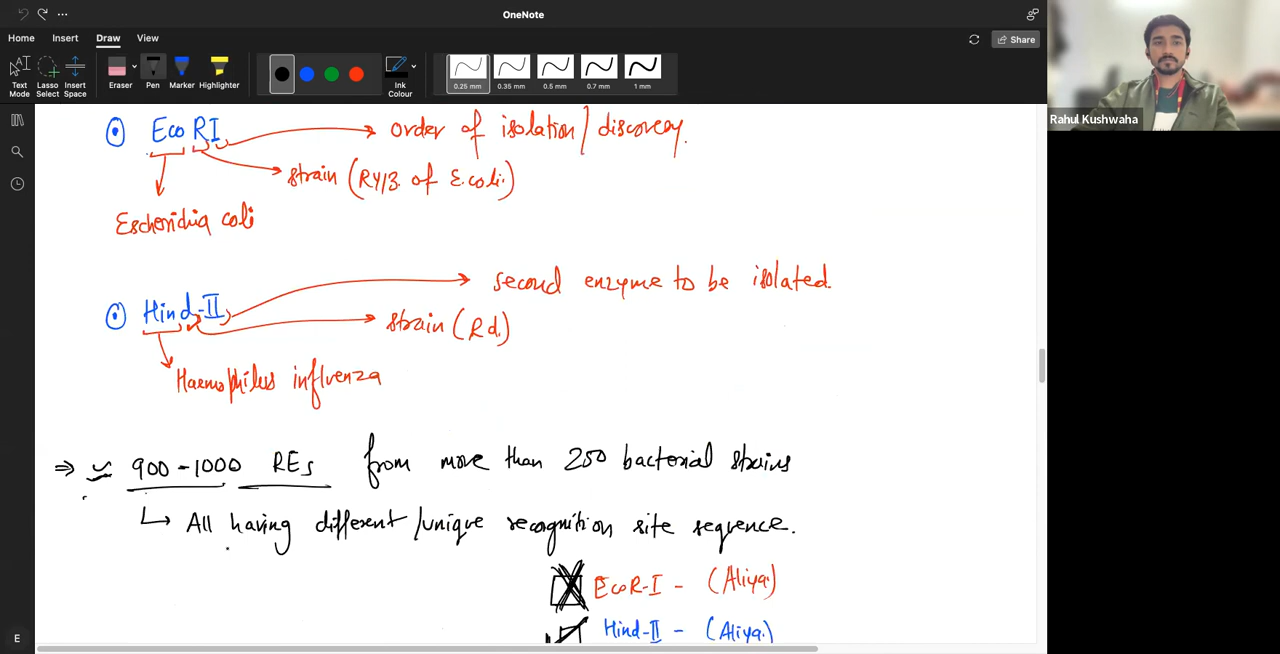 OneNote
Home Insert Draw View
Share
Text Mode Lasso Select Insert Space Eraser Pen Marker Highlighter Ink Colour 0.25 mm 0.35 mm 0.5 mm 0.7 mm 1 mm
Rahul Kushwaha
EcoRI order of isolation/discovery.
strain (RY13 of E.coli.)
Escherichia coli
second enzyme to be isolated.
Hind-II
strain (Rd.)
Haemophiles influenza
⇒ ≃ 900-1000 REs from more than 250 bacterial strains
All having different/unique recognition site sequence.
EcoR-I - (Aliya.)
Hind-II - (Aliya.)
E